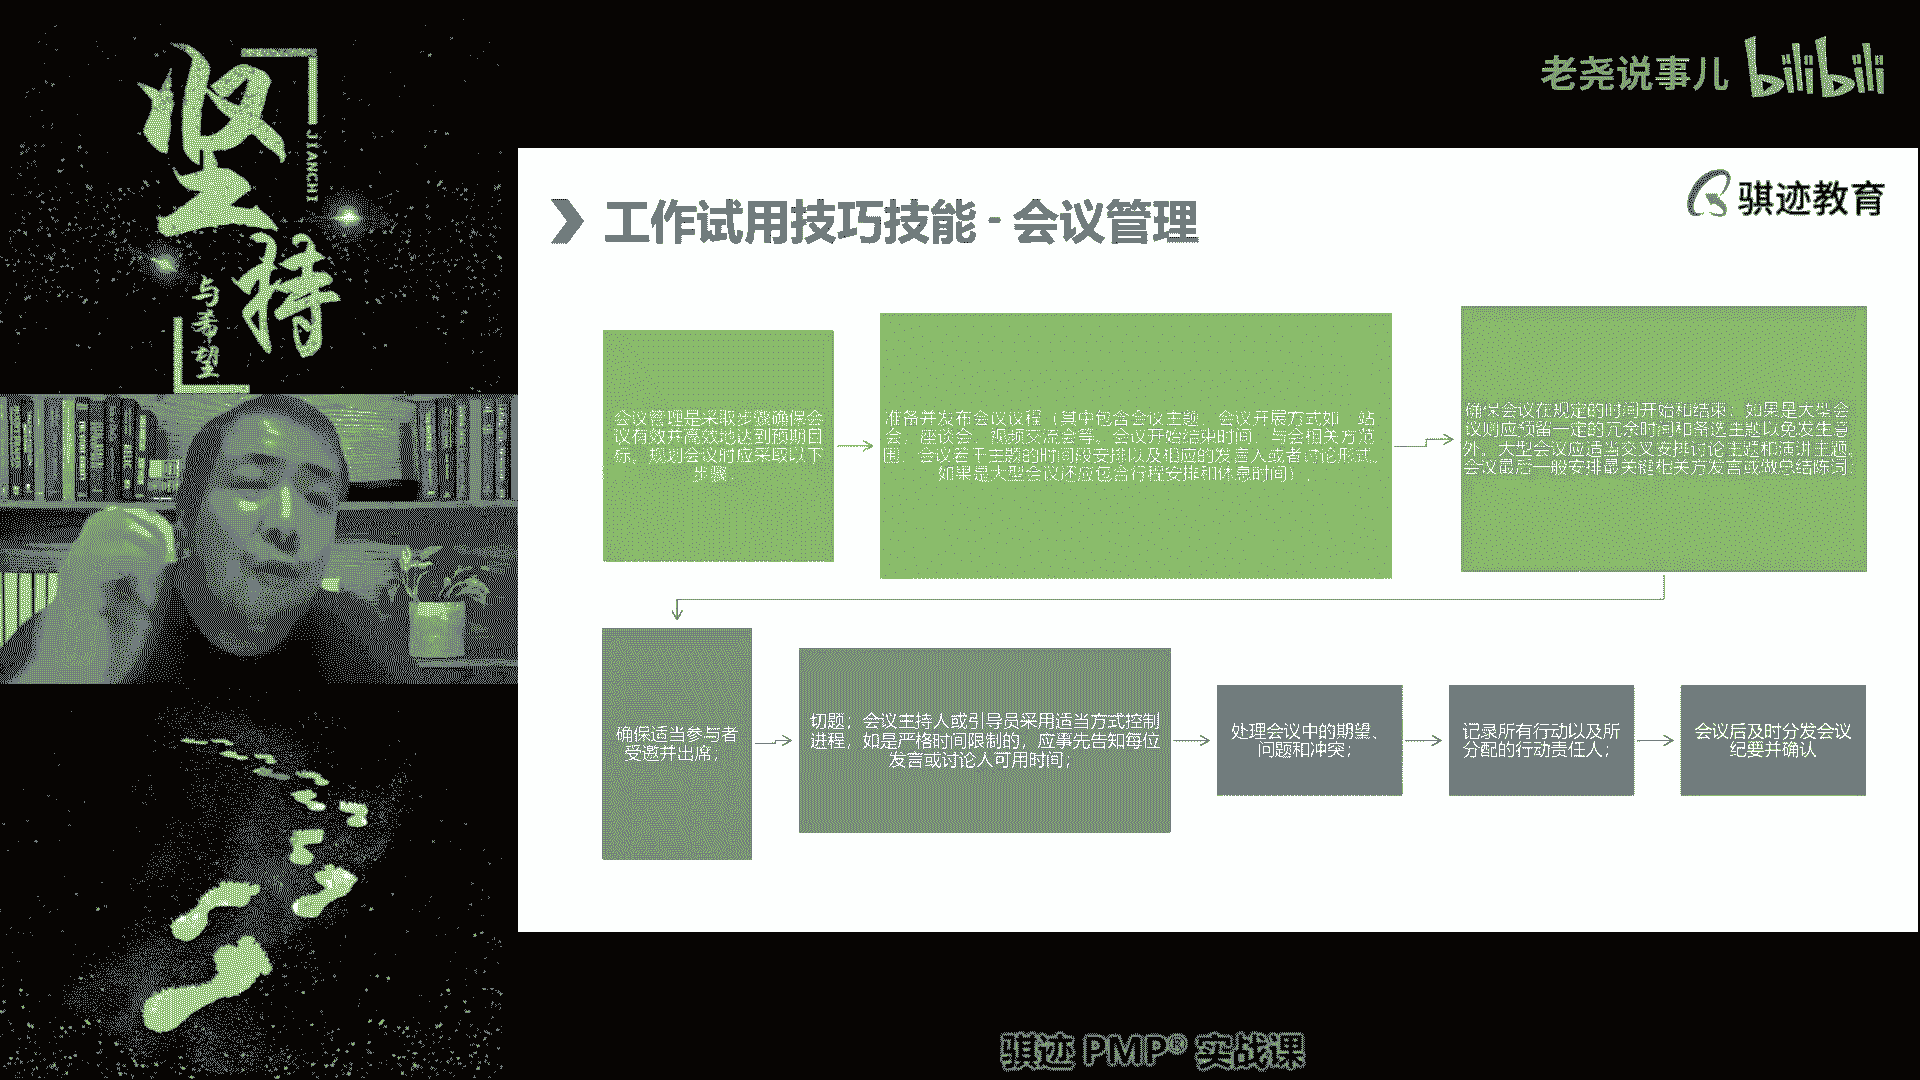 坚持
JIANCHI
与希望
老尧说事儿 bilibili
骐迹教育
工作试用技巧技能 - 会议管理
会议管理是采取步骤确保会
议有效并高效地达到预期目
标。规划会议时应采取以下
步骤：
准备并发布会议议程（其中包含会议主题、会议开展方式如：站
会、座谈会、视频交流会等、会议开始结束时间、与会相关方范
围、会议若干主题的时间段安排以及相应的发言人或者讨论形式。
如果是大型会议还应包含行程安排和休息时间）；
确保会议在规定的时间开始和结束，如果是大型会
议则应预留一定的冗余时间和备选主题以免发生意
外。大型会议应适当交叉安排讨论主题和演讲主题，
会议最后一般安排最关键相关方发言或做总结陈词；
确保适当参与者
受邀并出席；
切题；会议主持人或引导员采用适当方式控制
进程，如是严格时间限制的，应事先告知每位
发言或讨论人可用时间；
处理会议中的期望、
问题和冲突；
记录所有行动以及所
分配的行动责任人；
会议后及时分发会议
纪要并确认
骐迹 PMP® 实战课